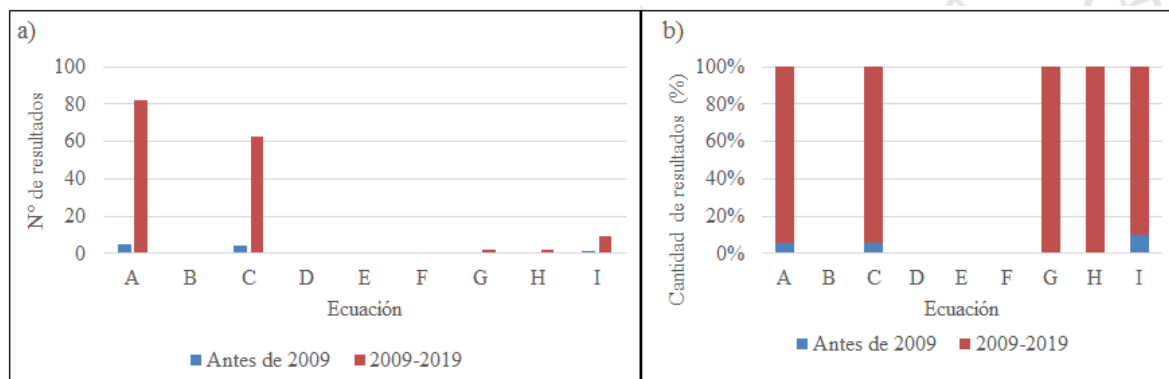 a)
Nº de resultados
100
80
60
40
20
0
A B C D E F G H I
Ecuación
Antes de 2009 2009-2019
b)
Cantidad de resultados (%)
100%
80%
60%
40%
20%
0%
A B C D E F G H I
Ecuación
Antes de 2009 2009-2019